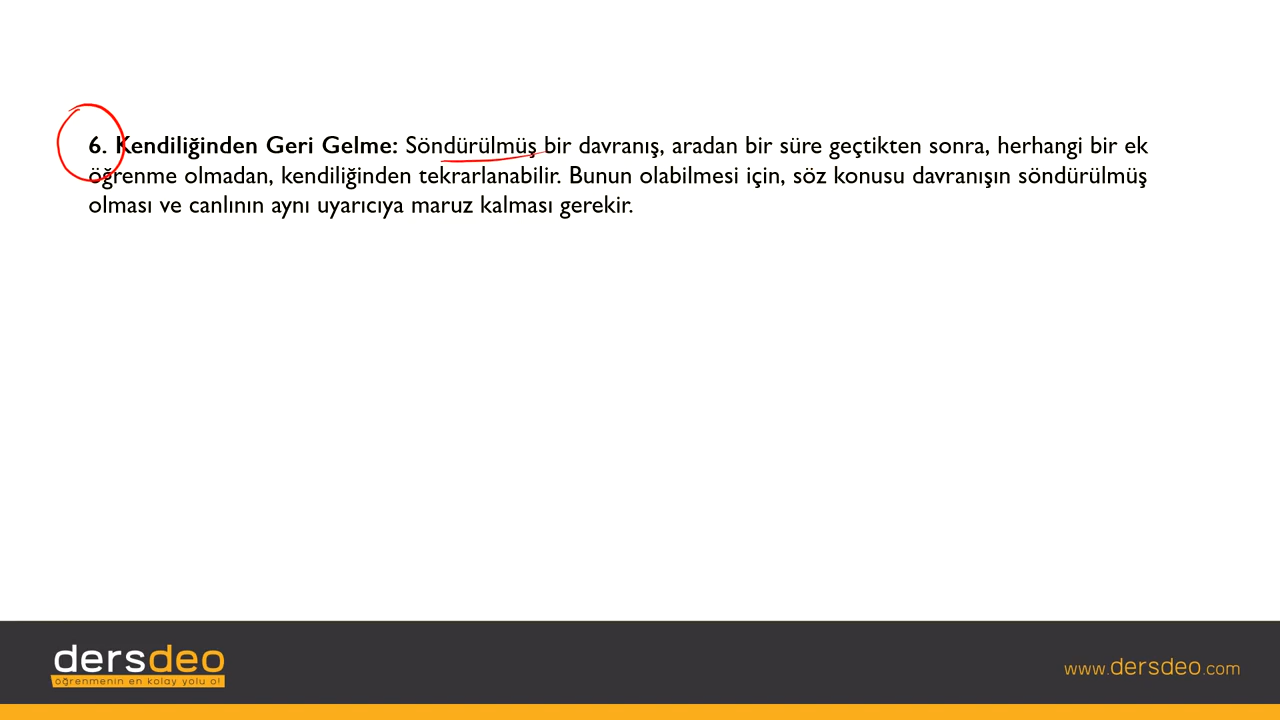 6. Kendiliğinden Geri Gelme: Söndürülmüş bir davranış, aradan bir süre geçtikten sonra, herhangi bir ek
öğrenme olmadan, kendiliğinden tekrarlanabilir. Bunun olabilmesi için, söz konusu davranışın söndürülmüş
olması ve canlının aynı uyarıcıya maruz kalması gerekir.
dersdeo
öğrenmenin en kolay yolu o!
www.dersdeo.com